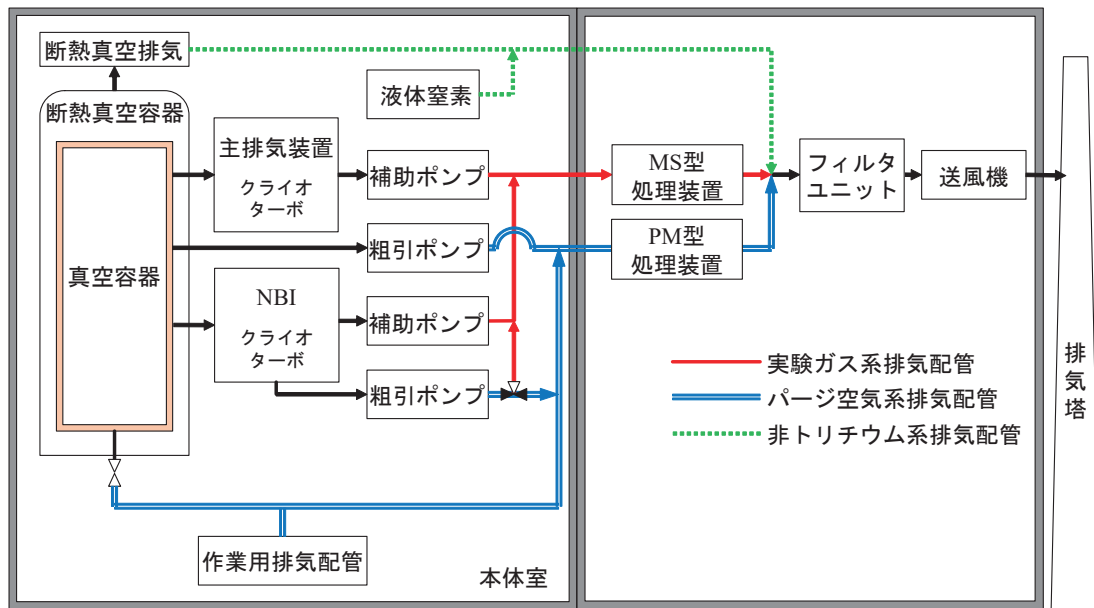 断熱真空排気
断熱真空容器
真空容器
主排気装置
クライオ
ターボ
NBI
クライオ
ターボ
液体窒素
補助ポンプ
粗引ポンプ
補助ポンプ
粗引ポンプ
作業用排気配管
本体室
MS型
処理装置
PM型
処理装置
フィルタ
ユニット
送風機
実験ガス系排気配管
パージ空気系排気配管
非トリチウム系排気配管
排気塔